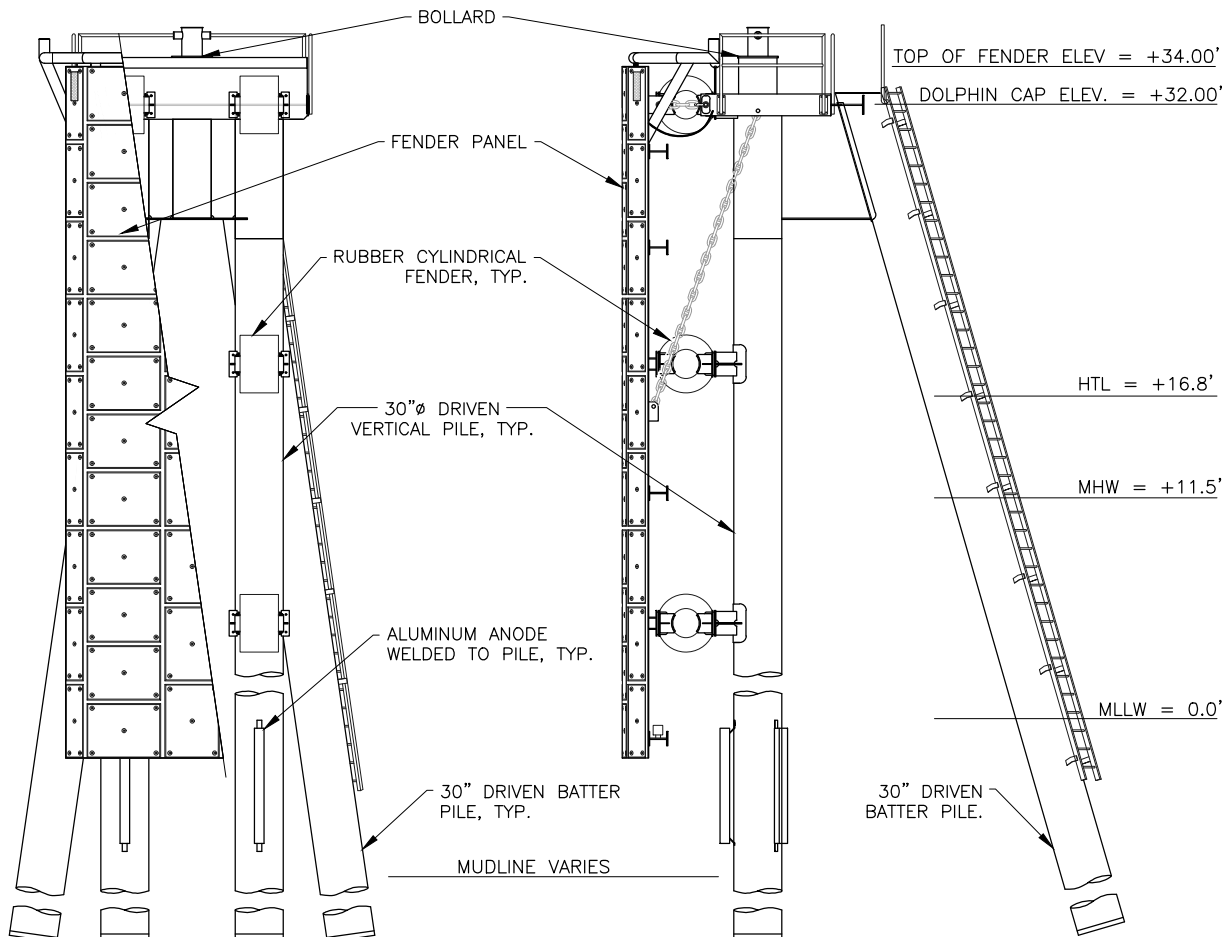 BOLLARD
TOP OF FENDER ELEV = +34.00'
DOLPHIN CAP ELEV. = +32.00'
FENDER PANEL
RUBBER CYLINDRICAL
FENDER, TYP.
HTL = +16.8'
30"ø DRIVEN
VERTICAL PILE, TYP.
MHW = +11.5'
ALUMINUM ANODE
WELDED TO PILE, TYP.
MLLW = 0.0'
30" DRIVEN BATTER
PILE, TYP.
30" DRIVEN
BATTER PILE.
MUDLINE VARIES